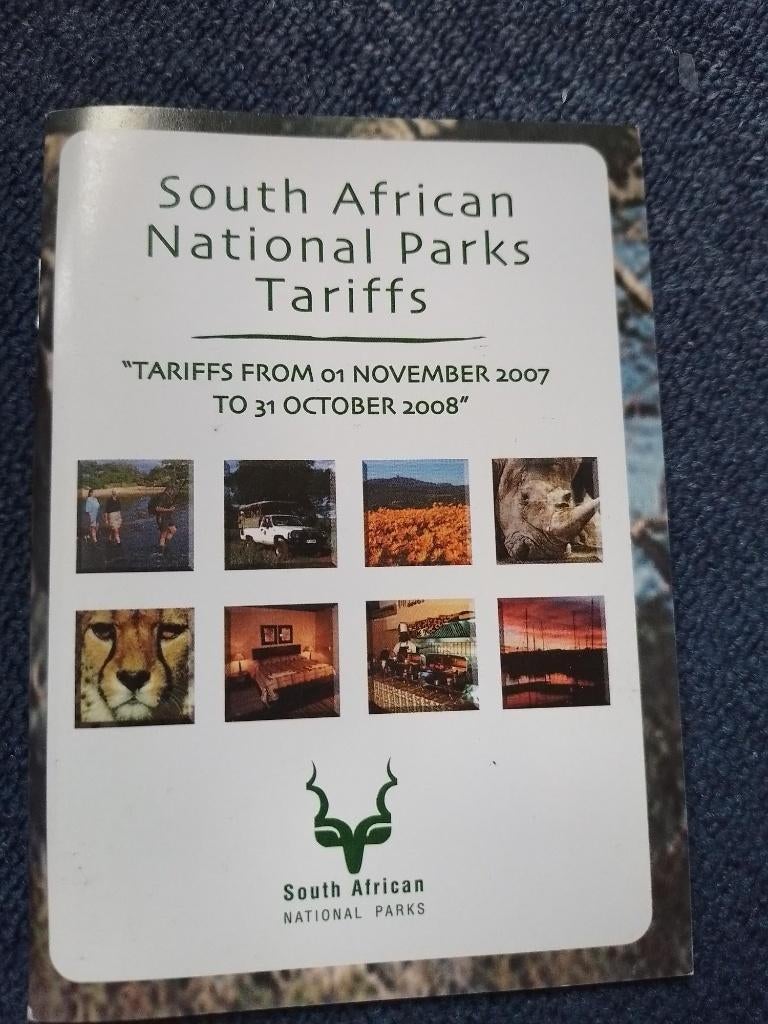 South African
National Parks
Tariffs
"TARIFFS FROM 01 NOVEMBER 2007
TO 31 OCTOBER 2008"
South African
NATIONAL PARKS